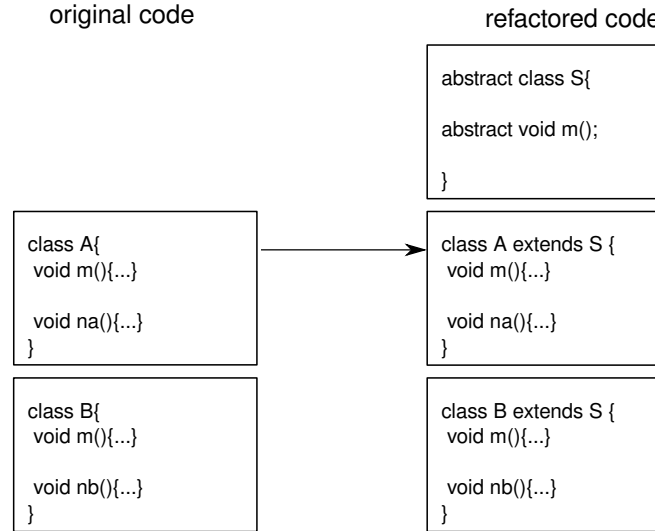 original code
refactored code
abstract class S{
abstract void m();
}
class A{
void m(){...}
void na(){...}
}
class A extends S {
void m(){...}
void na(){...}
}
class B{
void m(){...}
void nb(){...}
}
class B extends S {
void m(){...}
void nb(){...}
}